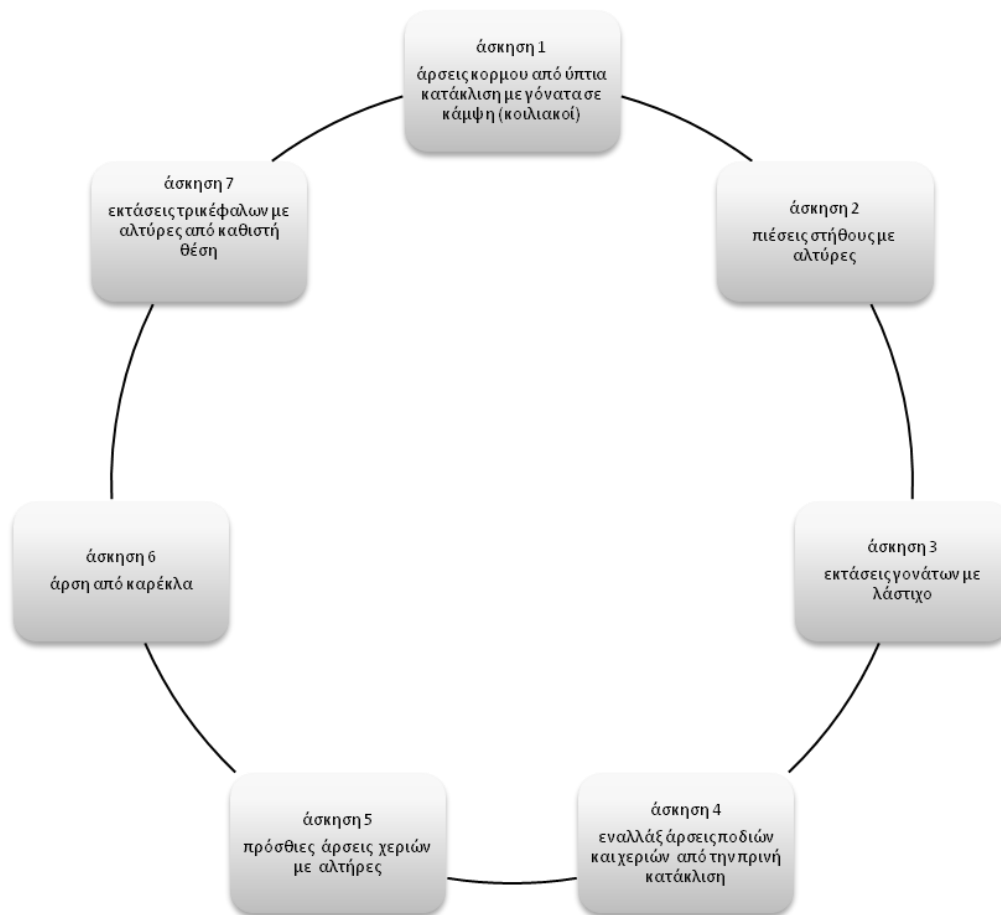 άσκηση 1
άρσεις κορμου από ύπτια
κατάκλιση με γόνατα σε
κάμψη (κοιλιακοί)
άσκηση 2
πιέσεις στήθους με
αλτύρες
άσκηση 3
εκτάσεις γονάτων με
λάστιχο
άσκηση 4
εναλλάξ άρσεις ποδιών
και χεριών από την πρινή
κατάκλιση
άσκηση 5
πρόσθιες άρσεις χεριών
με αλτήρες
άσκηση 6
άρση από καρέκλα
άσκηση 7
εκτάσεις τρικέφαλων με
αλτύρες από καθιστή
θέση